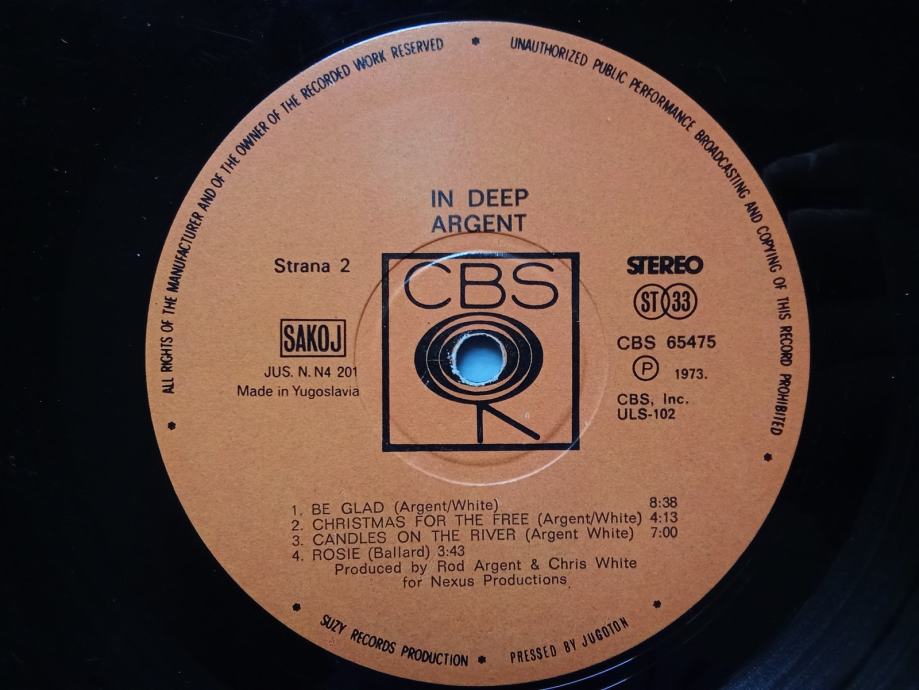 ALL RIGHTS OF THE MANUFACTURER AND OF THE OWNER OF THE RECORDED WORK RESERVED * UNAUTHORIZED PUBLIC PERFORMANCE BROADCASTING AND COPYING OF THIS RECORD PROHIBITED *
IN DEEP
ARGENT
Strana 2
SAKOJ
JUS. N. N4 201
Made in Yugoslavia
CBS
STEREO
ST 33
CBS 65475
Ⓟ 1973.
CBS, Inc.
ULS-102
1. BE GLAD (Argent/White) 8:38
2. CHRISTMAS FOR THE FREE (Argent/White) 4:13
3. CANDLES ON THE RIVER (Argent White) 7:00
4. ROSIE (Ballard) 3:43
Produced by Rod Argent & Chris White
for Nexus Productions
* SUZY RECORDS PRODUCTION * PRESSED BY JUGOTON *